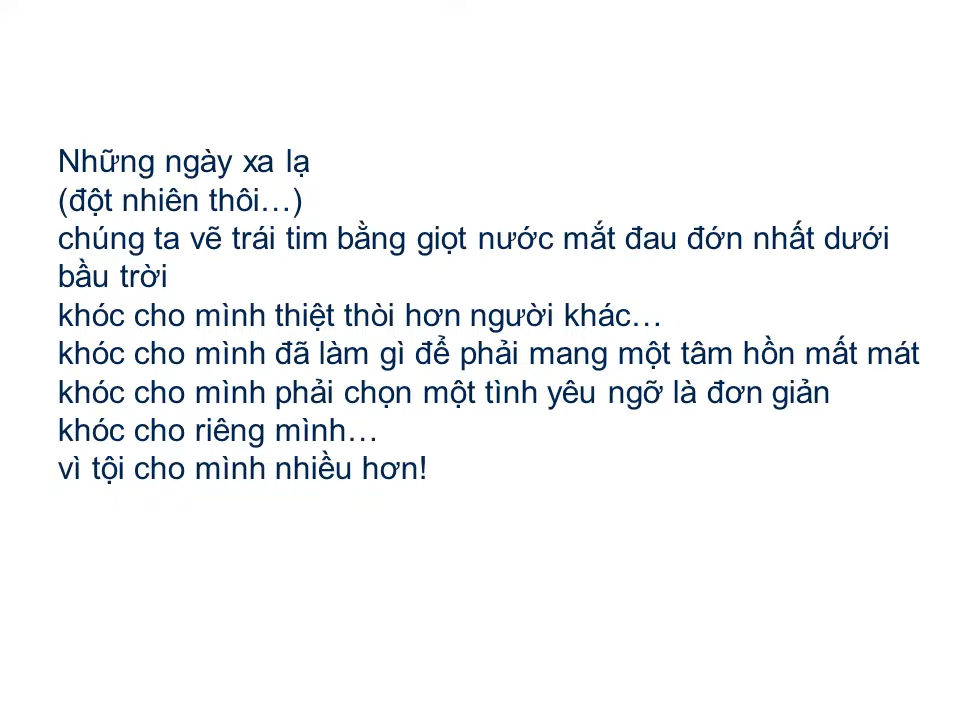 Những ngày xa lạ
(đột nhiên thôi…)
chúng ta vẽ trái tim bằng giọt nước mắt đau đớn nhất dưới
bầu trời
khóc cho mình thiệt thòi hơn người khác…
khóc cho mình đã làm gì để phải mang một tâm hồn mất mát
khóc cho mình phải chọn một tình yêu ngỡ là đơn giản
khóc cho riêng mình…
vì tội cho mình nhiều hơn!